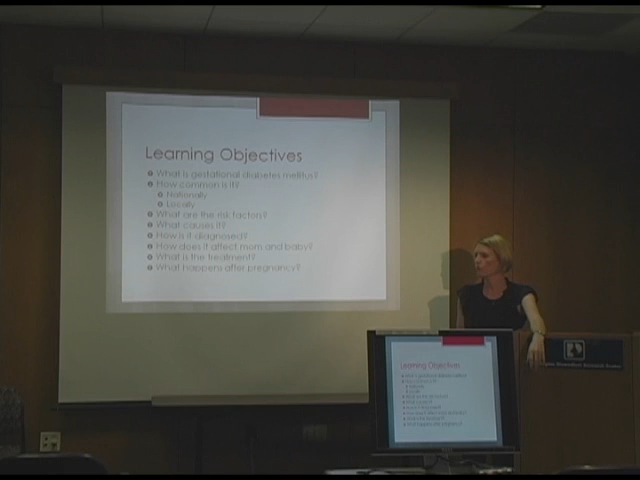 Learning Objectives
What is gestational diabetes mellitus?
How common is it?
Nationally
Locally
What are the risk factors?
What causes it?
How is it diagnosed?
How does it affect mom and baby?
What is the treatment?
What happens after pregnancy?
Learning Objectives